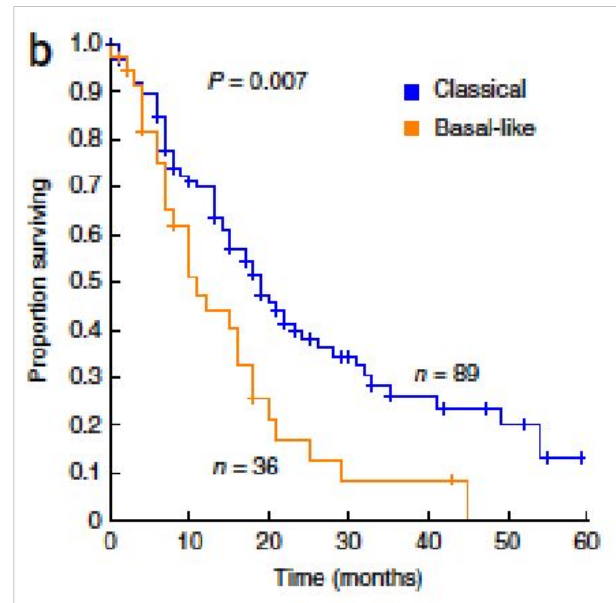 b
P = 0.007
Classical
Basal-like
Proportion surviving
1.0
0.9
0.8
0.7
0.6
0.5
0.4
0.3
0.2
0.1
0
n = 89
n = 36
0 10 20 30 40 50 60
Time (months)